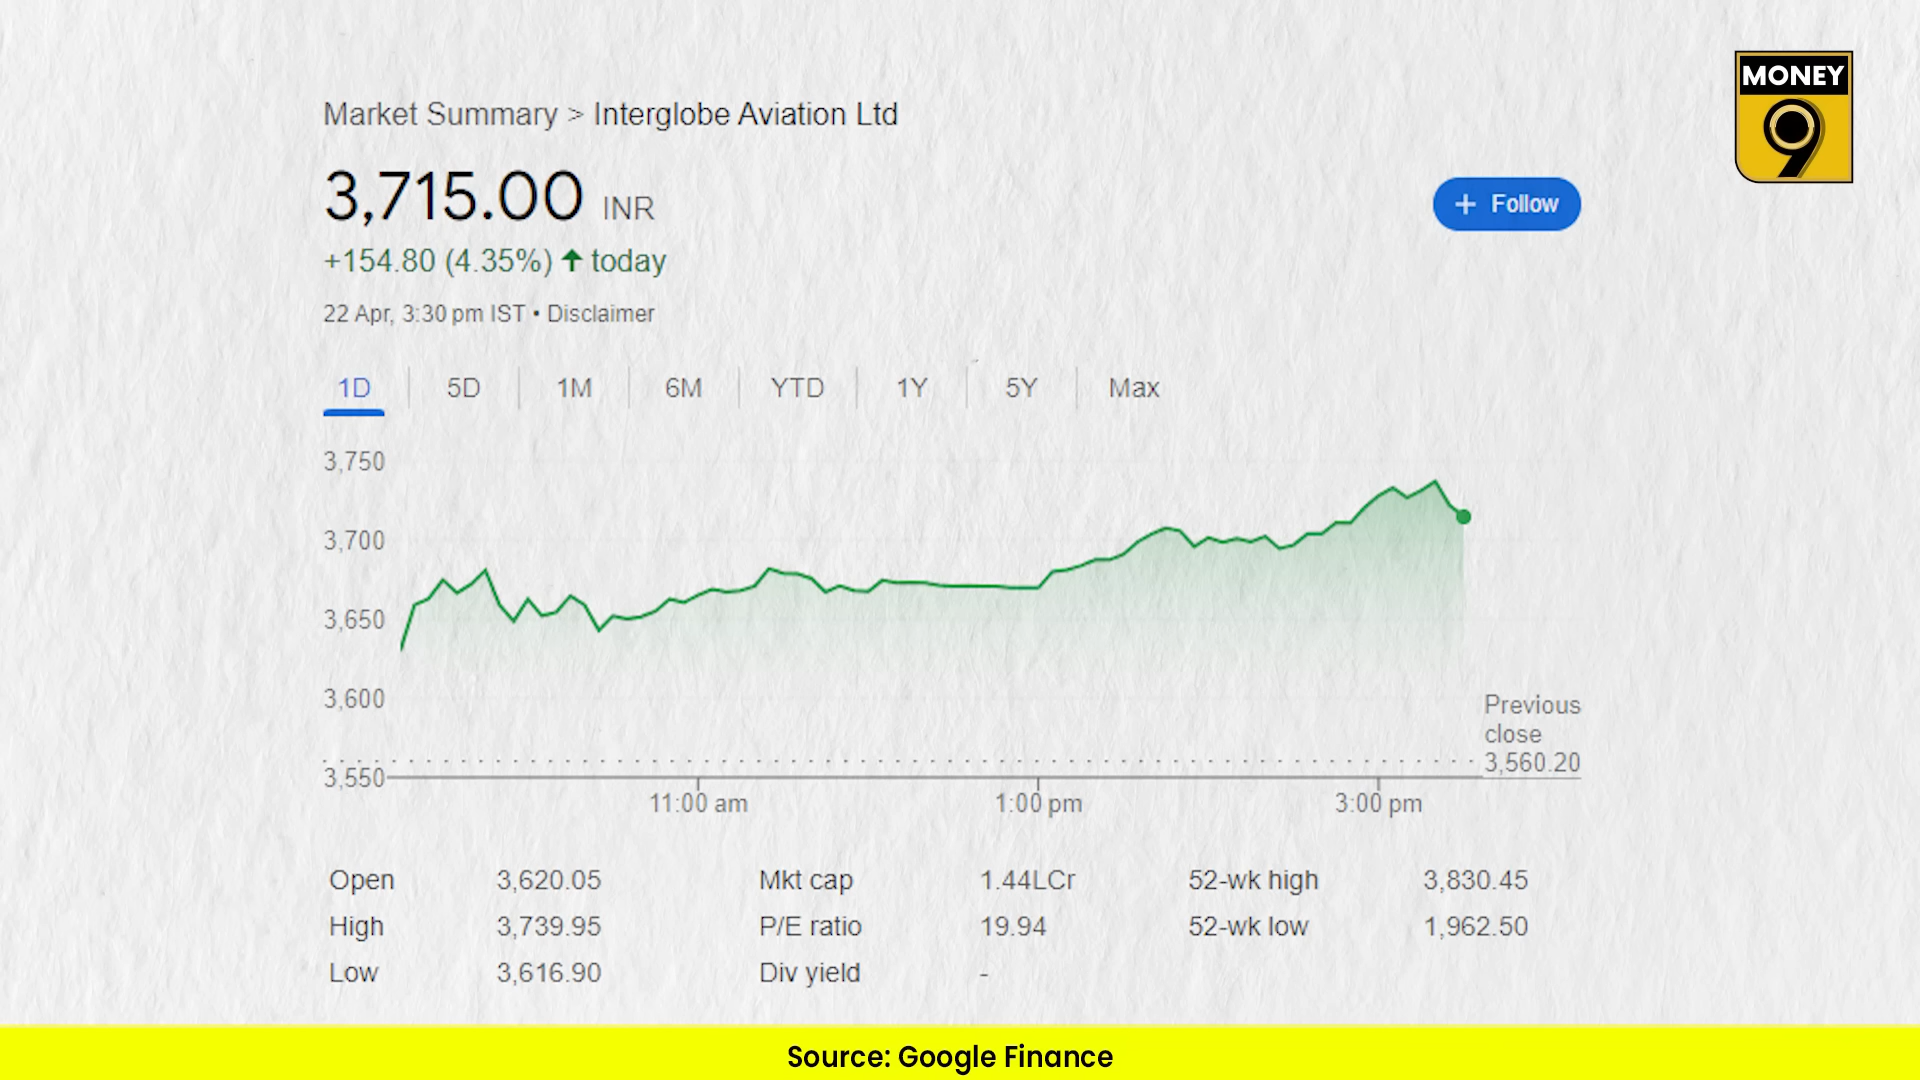 MONEY
9
Market Summary > Interglobe Aviation Ltd
3,715.00 INR
+ Follow
+154.80 (4.35%) ↑ today
22 Apr, 3:30 pm IST • Disclaimer
1D 5D 1M 6M YTD 1Y 5Y Max
3,750
3,700
3,650
3,600
3,550
Previous
close
3,560.20
11:00 am 1:00 pm 3:00 pm
Open 3,620.05 Mkt cap 1.44LCr 52-wk high 3,830.45
High 3,739.95 P/E ratio 19.94 52-wk low 1,962.50
Low 3,616.90 Div yield -
Source: Google Finance